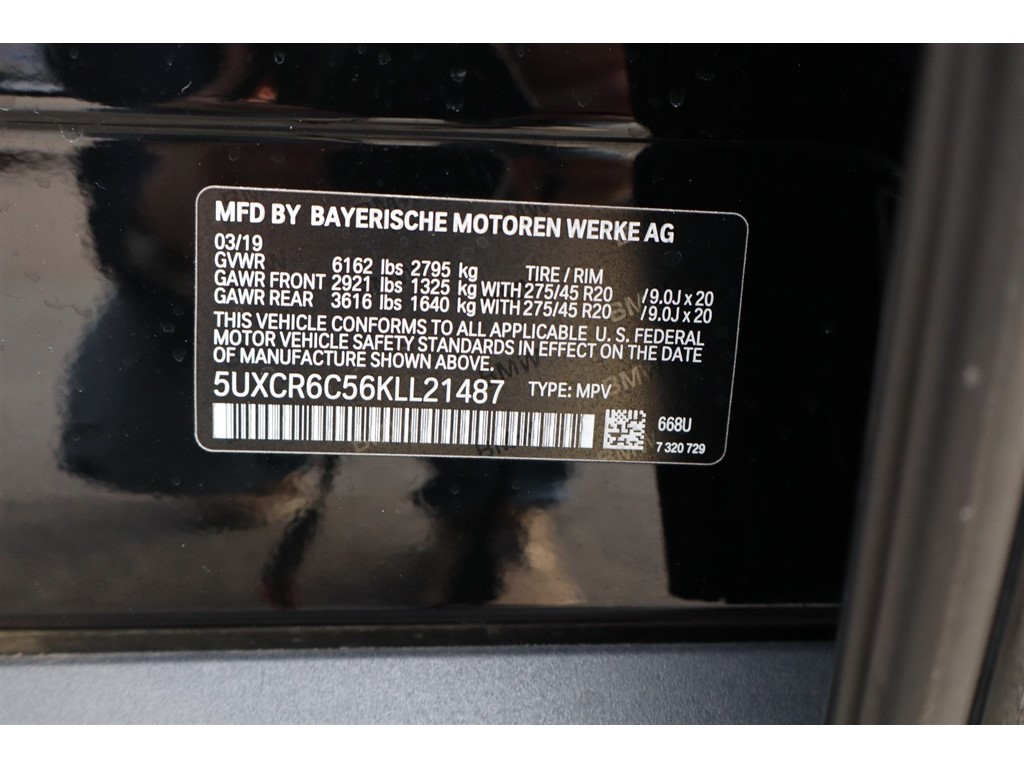 MFD BY BAYERISCHE MOTOREN WERKE AG
03/19
GVWR 6162 lbs 2795 kg TIRE / RIM
GAWR FRONT 2921 lbs 1325 kg WITH 275/45 R20 / 9.0J x 20
GAWR REAR 3616 lbs 1640 kg WITH 275/45 R20 / 9.0J x 20
THIS VEHICLE CONFORMS TO ALL APPLICABLE U. S. FEDERAL
MOTOR VEHICLE SAFETY STANDARDS IN EFFECT ON THE DATE
OF MANUFACTURE SHOWN ABOVE.
5UXCR6C56KLL21487 TYPE: MPV
668U
7 320 729